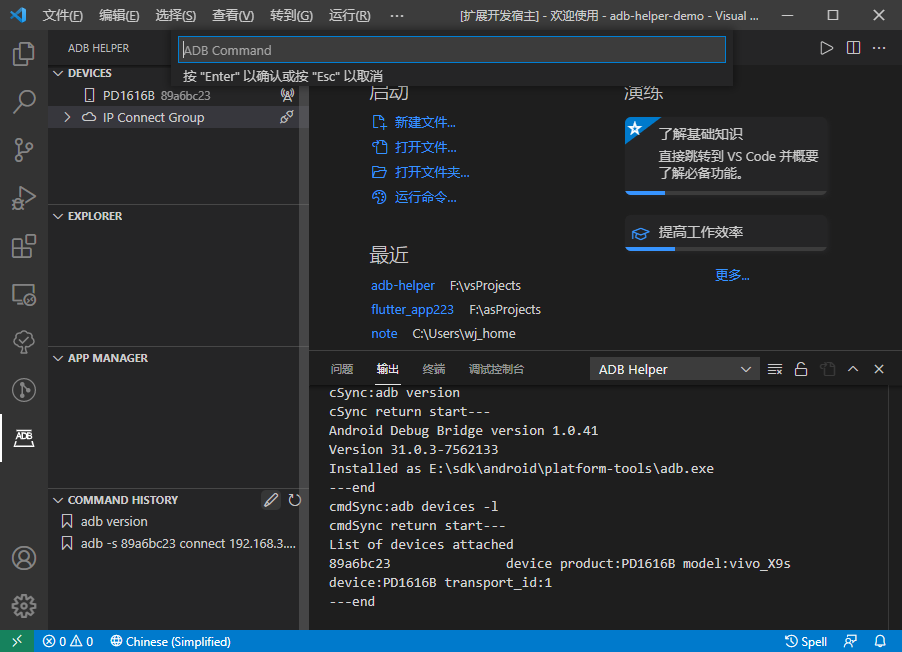 文件(F) 编辑(E) 选择(S) 查看(V) 转到(G) 运行(R) ··· [扩展开发宿主] - 欢迎使用 - adb-helper-demo - Visual ...
ADB HELPER
ADB Command
按 "Enter" 以确认或按 "Esc" 以取消
DEVICES
PD1616B 89a6bc23
IP Connect Group
EXPLORER
APP MANAGER
ADB
COMMAND HISTORY
adb version
adb -s 89a6bc23 connect 192.168.3....
启动
新建文件...
打开文件...
打开文件夹...
运行命令...
最近
adb-helper F:\vsProjects
flutter_app223 F:\asProjects
note C:\Users\wj_home
演练
了解基础知识
直接跳转到 VS Code 并概要
了解必备功能。
提高工作效率
更多...
问题 输出 终端 调试控制台 ADB Helper
cSync:adb version
cSync return start---
Android Debug Bridge version 1.0.41
Version 31.0.3-7562133
Installed as E:\sdk\android\platform-tools\adb.exe
---end
cmdSync:adb devices -l
cmdSync return start---
List of devices attached
89a6bc23 device product:PD1616B model:vivo_X9s
device:PD1616B transport_id:1
---end
0 0 Chinese (Simplified) Spell